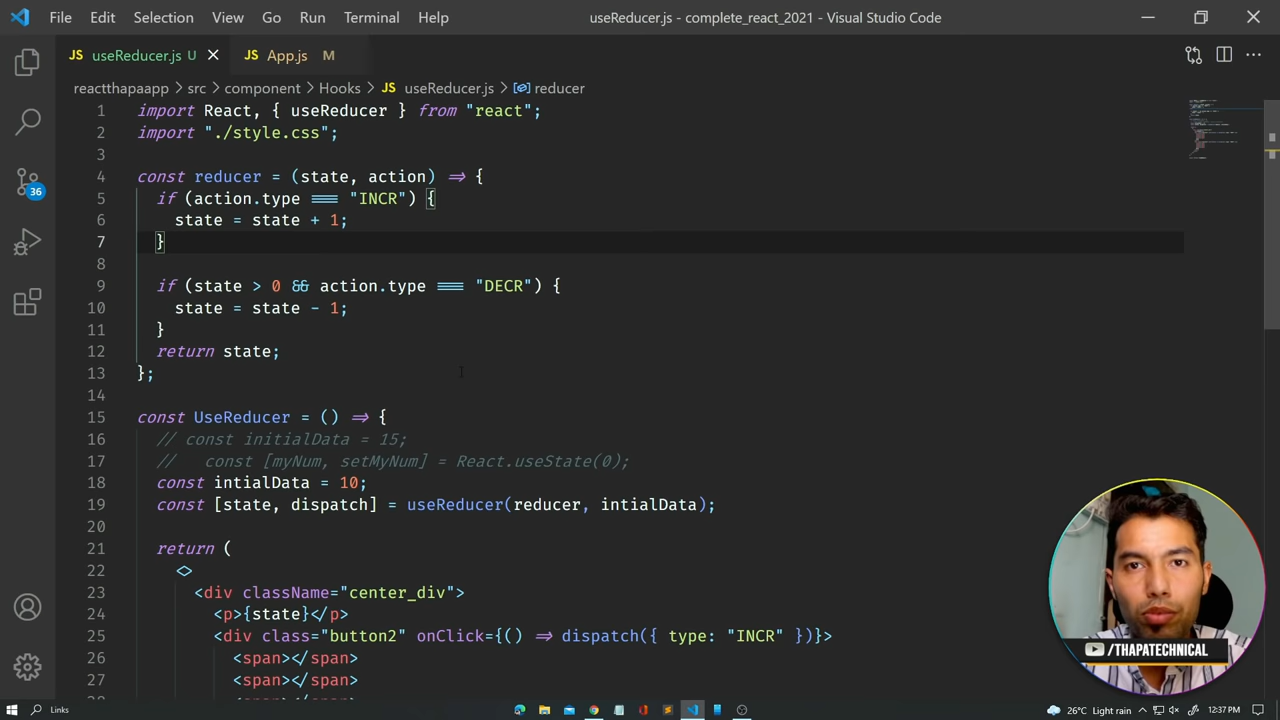 File Edit Selection View Go Run Terminal Help useReducer.js - complete_react_2021 - Visual Studio Code
JS useReducer.js U JS App.js M
reactthapaapp > src > component > Hooks > JS useReducer.js > reducer
1 import React, { useReducer } from "react";
2 import "./style.css";
3
4 const reducer = (state, action) => {
5 if (action.type === "INCR") {
6 state = state + 1;
7 }
8
9 if (state > 0 && action.type === "DECR") {
10 state = state - 1;
11 }
12 return state;
13 };
14
15 const UseReducer = () => {
16 // const initialData = 15;
17 // const [myNum, setMyNum] = React.useState(0);
18 const intialData = 10;
19 const [state, dispatch] = useReducer(reducer, intialData);
20
21 return (
22 <>
23 <div className="center_div">
24 <p>{state}</p>
25 <div class="button2" onClick={() => dispatch({ type: "INCR" })}>
26 <span></span>
27 <span></span>
28 <span></span>
36
/THAPATECHNICAL
Links 26°C Light rain 12:37 PM